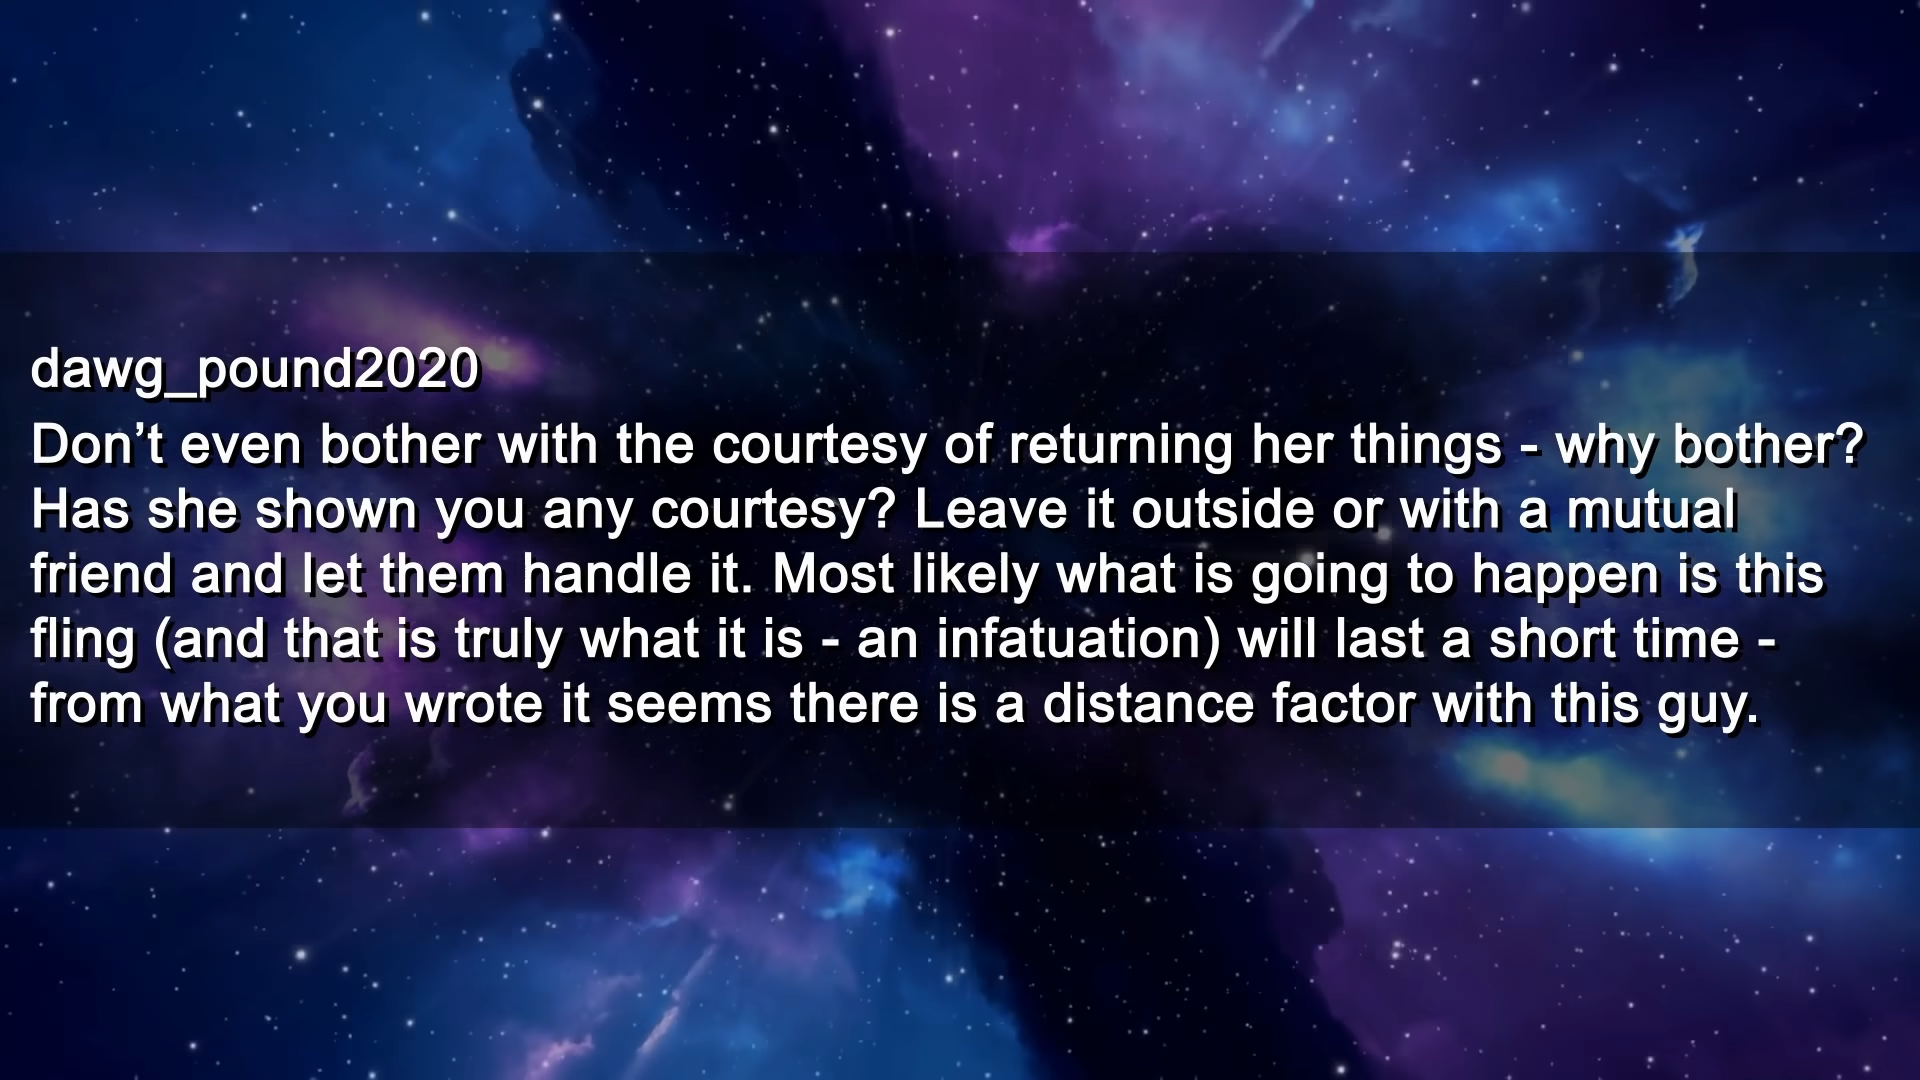 dawg_pound2020
Don’t even bother with the courtesy of returning her things - why bother?
Has she shown you any courtesy? Leave it outside or with a mutual
friend and let them handle it. Most likely what is going to happen is this
fling (and that is truly what it is - an infatuation) will last a short time -
from what you wrote it seems there is a distance factor with this guy.